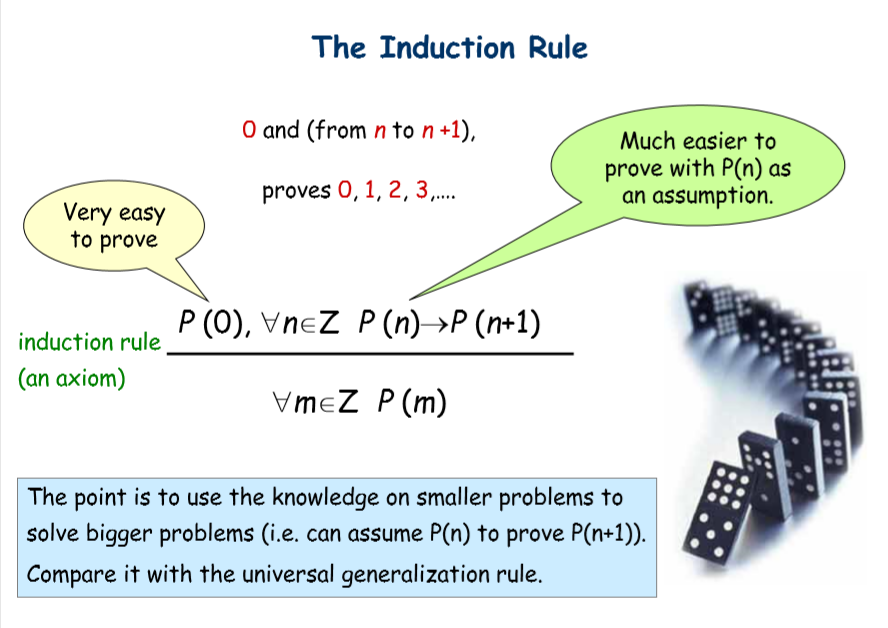 The Induction Rule
0 and (from n to n +1),
proves 0, 1, 2, 3,....
Very easy
to prove
Much easier to
prove with P(n) as
an assumption.
induction rule
(an axiom)
P (0), ∀n∈Z P (n)→P (n+1)
∀m∈Z P (m)
The point is to use the knowledge on smaller problems to
solve bigger problems (i.e. can assume P(n) to prove P(n+1)).
Compare it with the universal generalization rule.